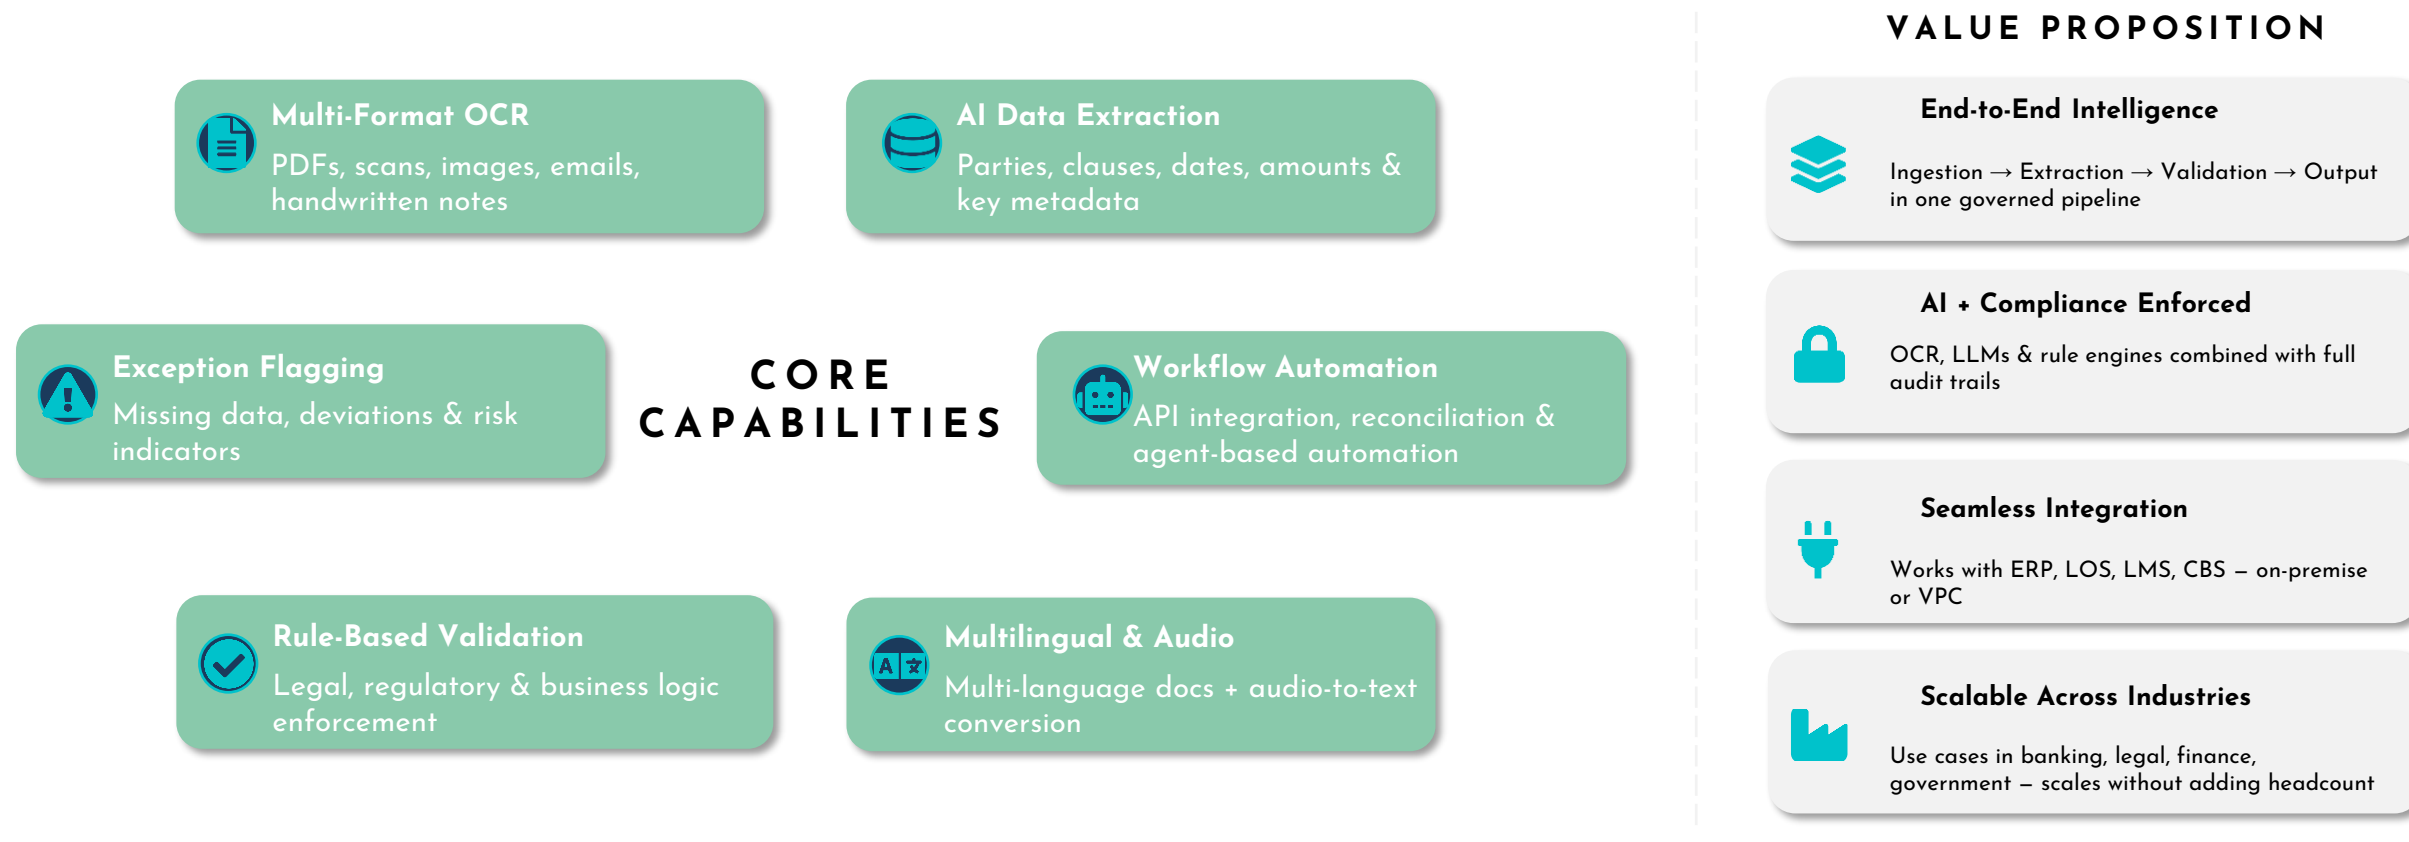 Multi-Format OCR
PDFs, scans, images, emails,
handwritten notes
AI Data Extraction
Parties, clauses, dates, amounts &
key metadata
Exception Flagging
Missing data, deviations & risk
indicators
CORE
CAPABILITIES
Workflow Automation
API integration, reconciliation &
agent-based automation
Rule-Based Validation
Legal, regulatory & business logic
enforcement
Multilingual & Audio
Multi-language docs + audio-to-text
conversion
VALUE PROPOSITION
End-to-End Intelligence
Ingestion → Extraction → Validation → Output
in one governed pipeline
AI + Compliance Enforced
OCR, LLMs & rule engines combined with full
audit trails
Seamless Integration
Works with ERP, LOS, LMS, CBS – on-premise
or VPC
Scalable Across Industries
Use cases in banking, legal, finance,
government – scales without adding headcount